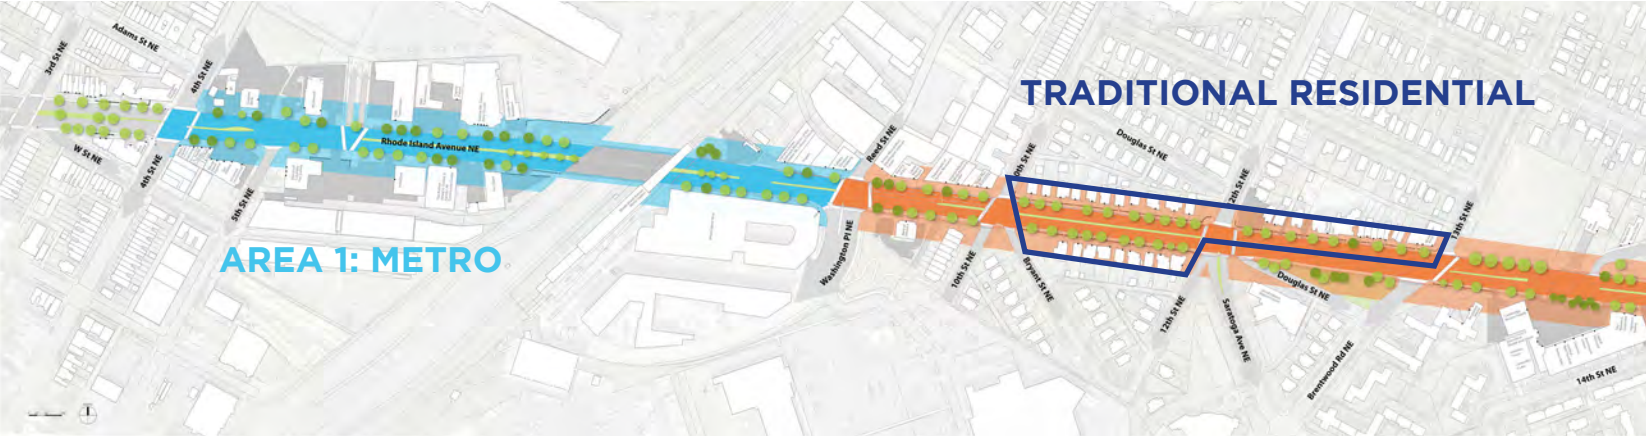 Adams St NE
3rd St NE
4th St NE
TRADITIONAL RESIDENTIAL
Rhode Island Avenue NE
Reed St NE
Douglas St NE
W St NE
4th St NE
5th St NE
10th St NE
12th St NE
13th St NE
AREA 1: METRO
Washington Pl NE
10th St NE
Bryant St NE
Douglas St NE
12th St NE
Saratoga Ave NE
Brentwood Rd NE
14th St NE